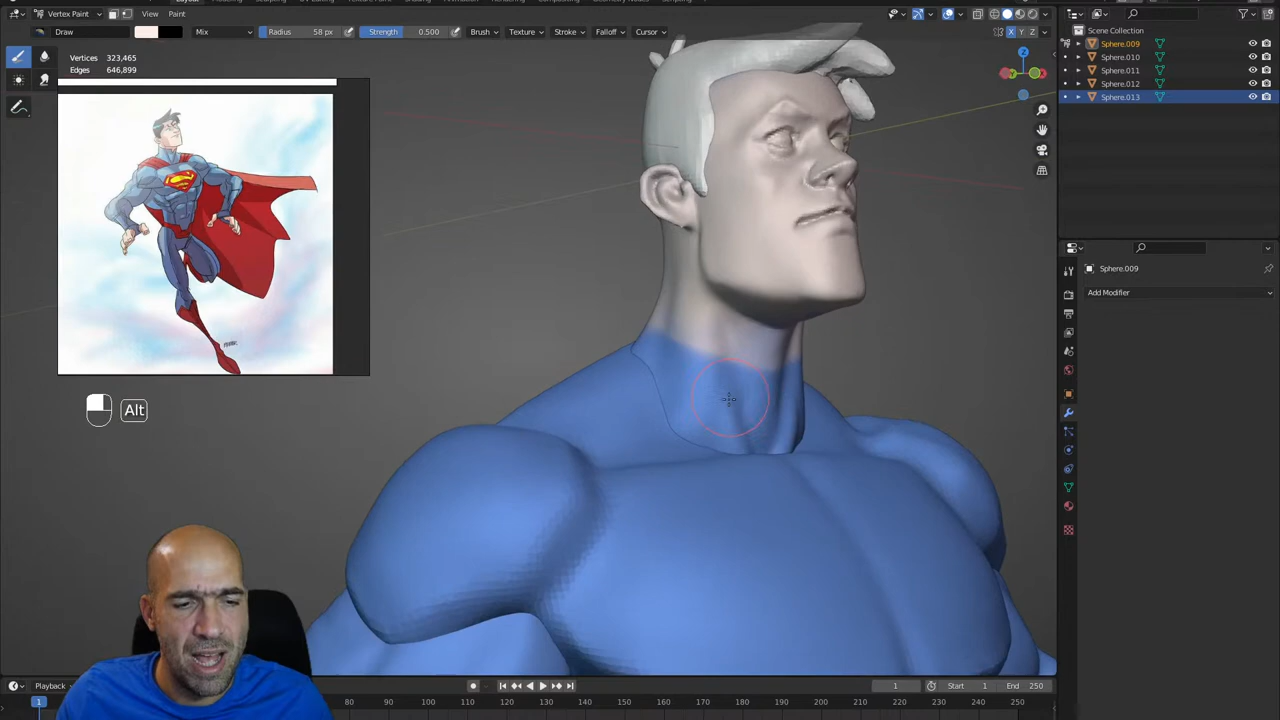 Vertex Paint View Paint
Draw Mix Radius 58 px Strength 0.500 Brush Texture Stroke Falloff Cursor X Y Z
Vertices 323,465
Edges 646,899
Alt
Scene Collection
Sphere.009
Sphere.010
Sphere.011
Sphere.012
Sphere.013
Sphere.009
Add Modifier
Playback 1 Start 1 End 250
1 80 90 100 110 120 130 140 150 160 170 180 190 200 210 220 230 240 250